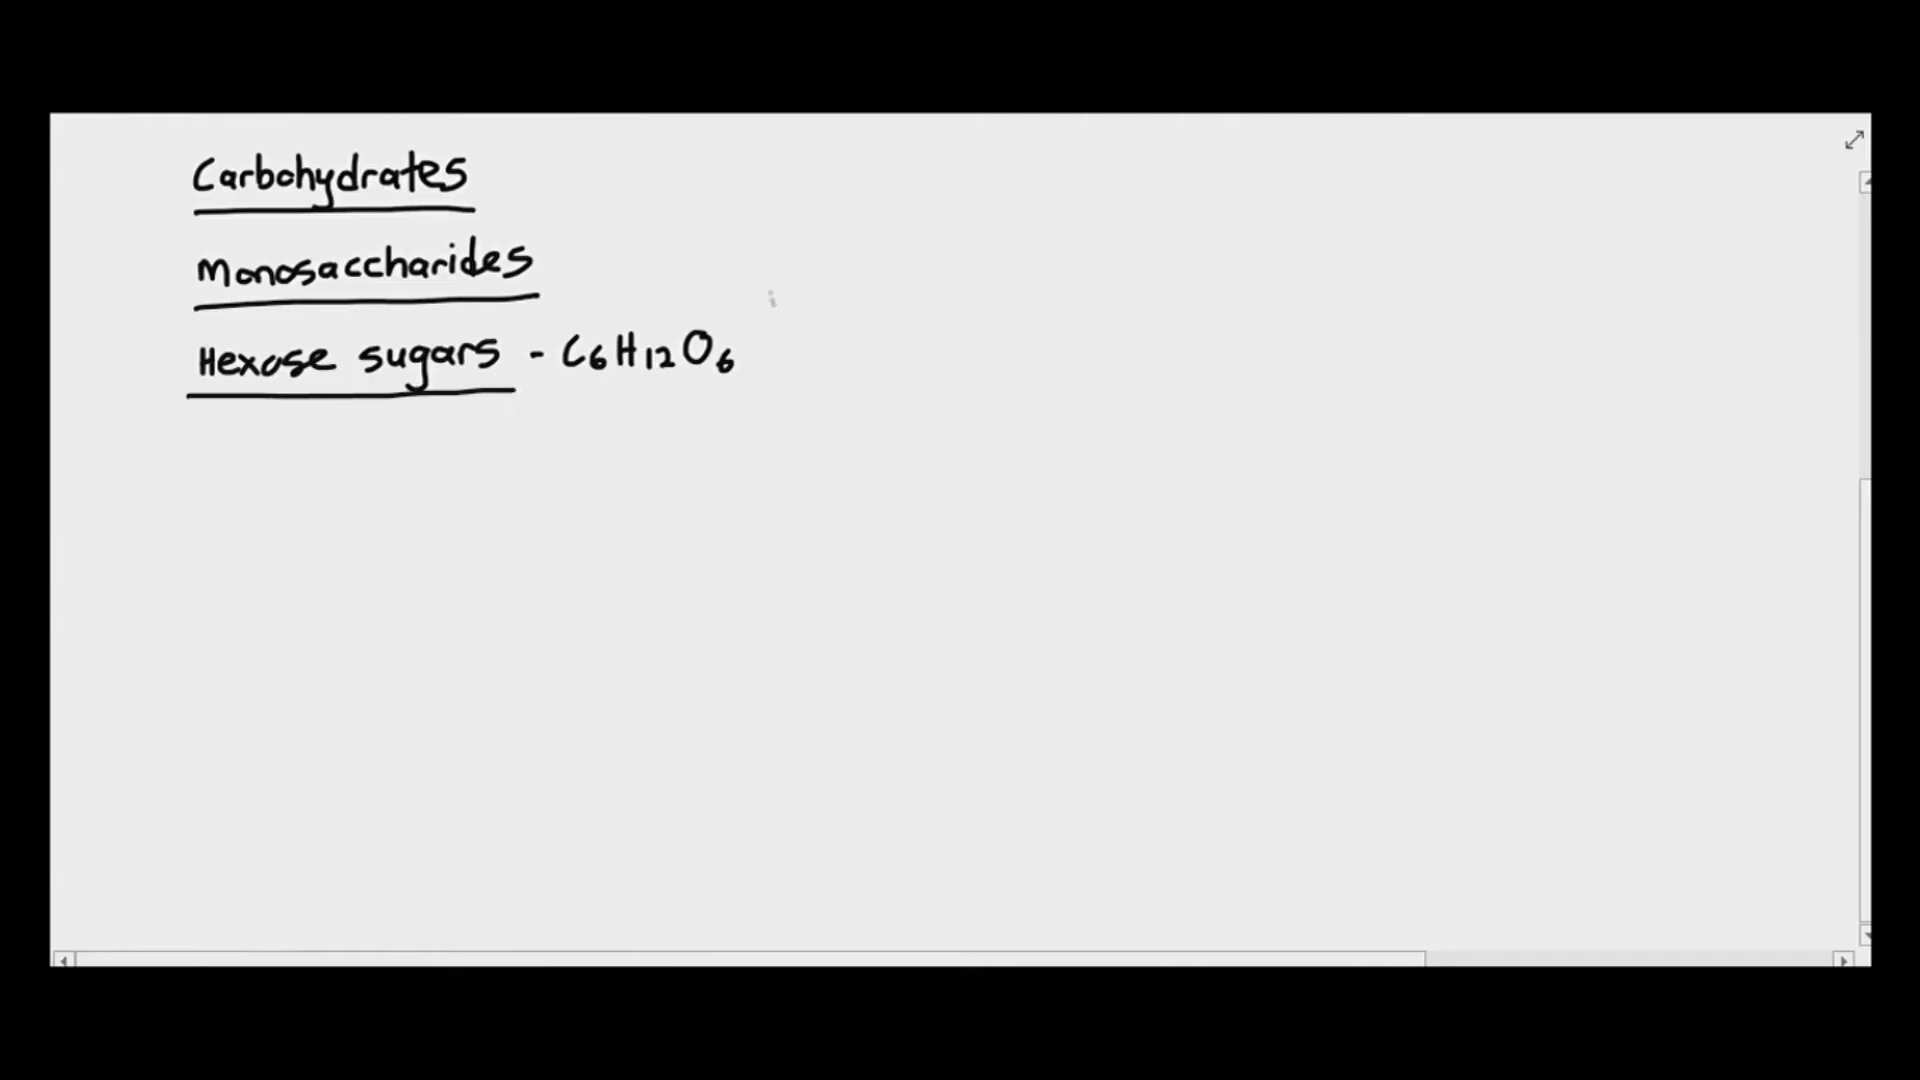 Carbohydrates
Monosaccharides
Hexose sugars - C₆H₁₂O₆